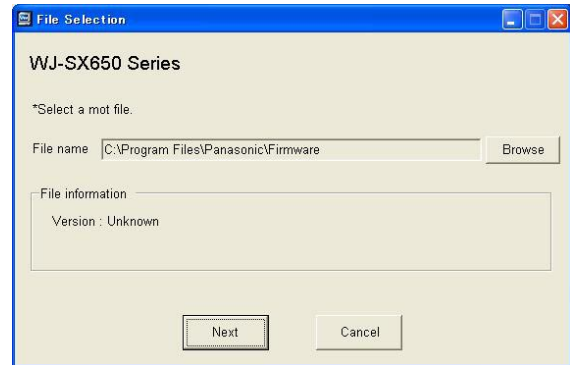 File Selection
WJ-SX650 Series
*Select a mot file.
File name C:\Program Files\Panasonic\Firmware Browse
File information
Version : Unknown
Next Cancel